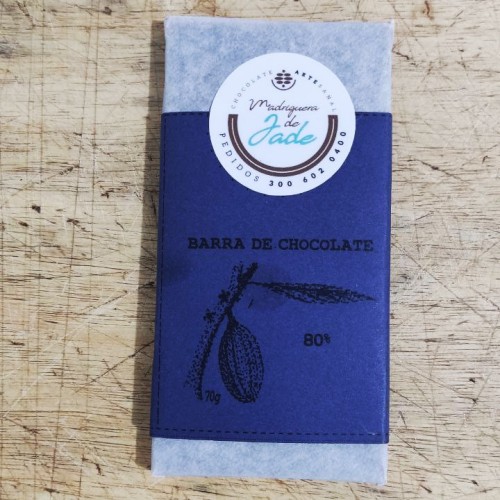 CHOCOLATE ARTESANAL
Madriguera
de
Jade
PEDIDOS 300 602 0400
BARRA DE CHOCOLATE
80%
70g